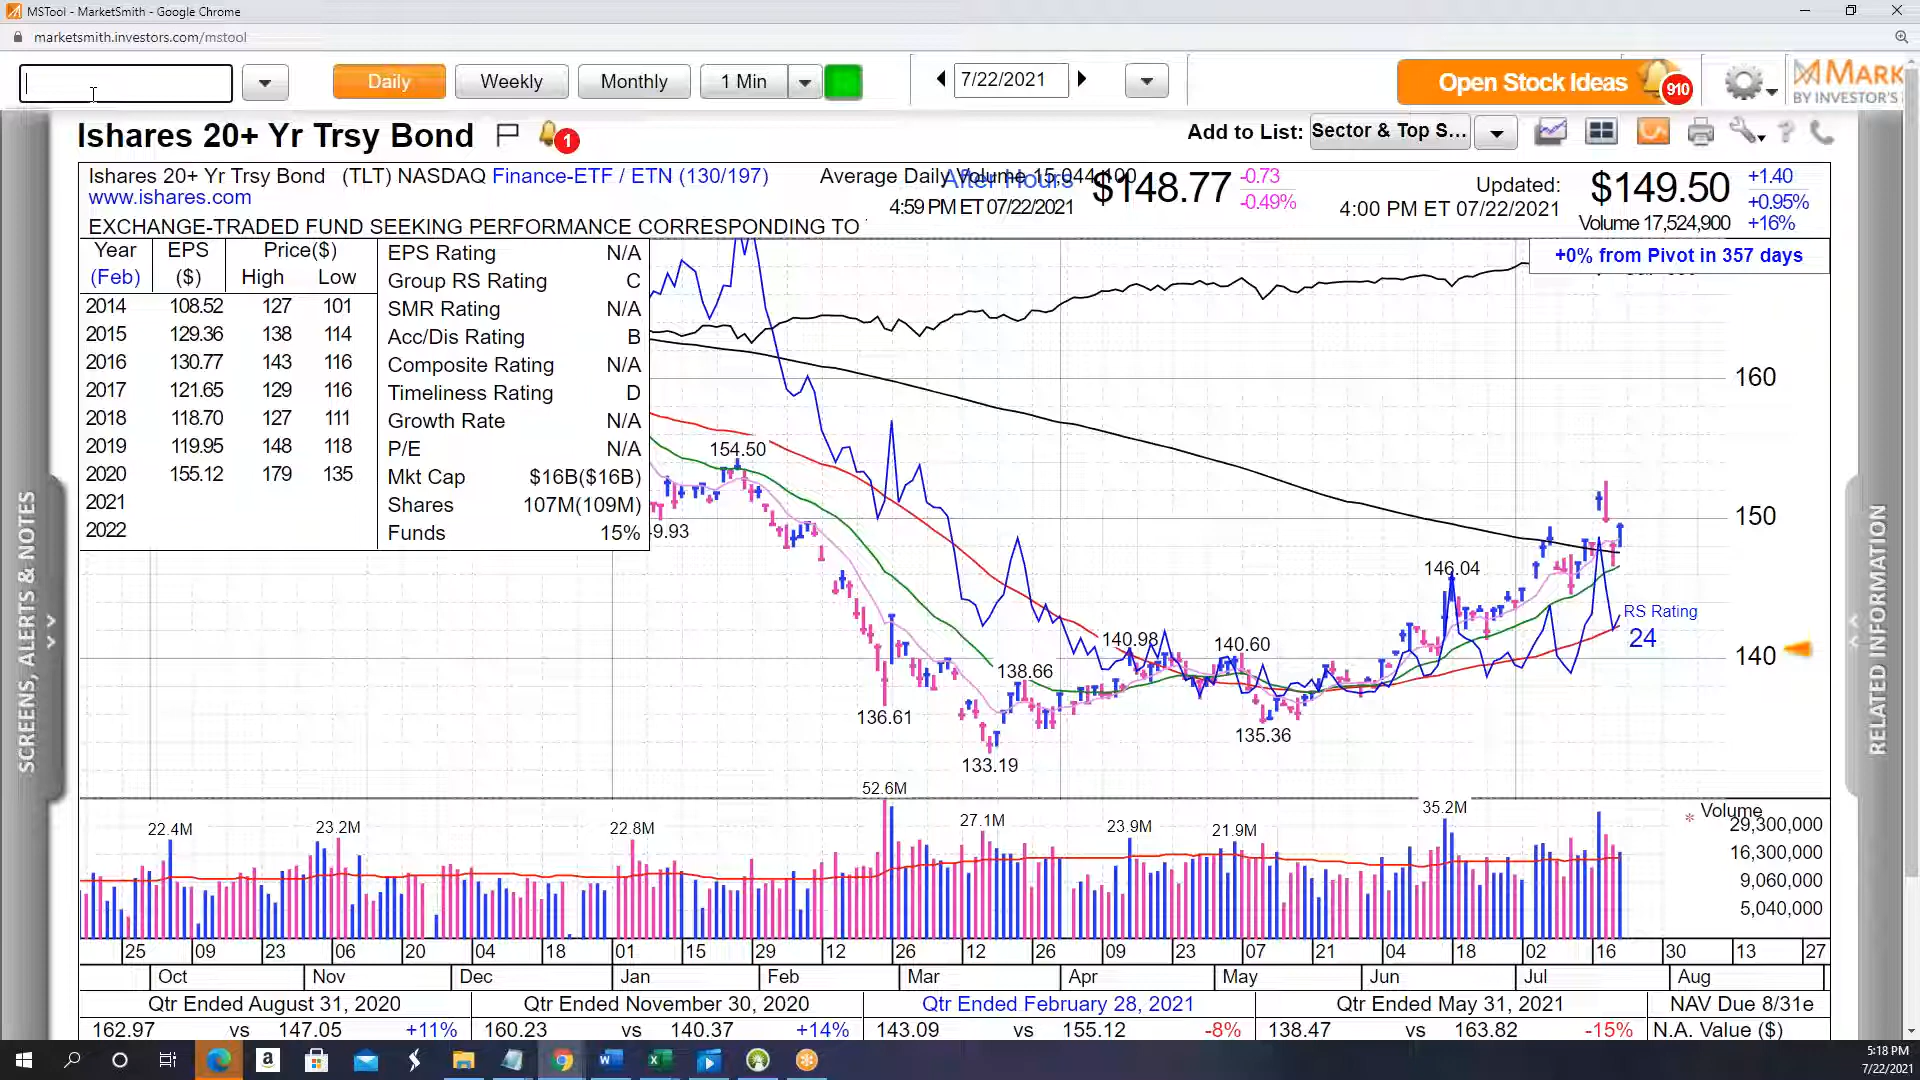 MSTool - MarketSmith - Google Chrome
marketsmith.investors.com/mstool
Daily Weekly Monthly 1 Min 7/22/2021 Open Stock Ideas 910 MARK
BY INVESTOR'S
Ishares 20+ Yr Trsy Bond 1 Add to List: Sector & Top S...
Ishares 20+ Yr Trsy Bond (TLT) NASDAQ Finance-ETF / ETN (130/197) Average Daily Volume 15,044,100
www.ishares.com
After Hours $148.77 -0.73
4:59 PM ET 07/22/2021 -0.49%
Updated: $149.50 +1.40
4:00 PM ET 07/22/2021 +0.95%
Volume 17,524,900 +16%
EXCHANGE-TRADED FUND SEEKING PERFORMANCE CORRESPONDING TO
+0% from Pivot in 357 days
Year EPS Price($)
(Feb) ($) High Low
2014 108.52 127 101
2015 129.36 138 114
2016 130.77 143 116
2017 121.65 129 116
2018 118.70 127 111
2019 119.95 148 118
2020 155.12 179 135
2021
2022
EPS Rating N/A
Group RS Rating C
SMR Rating N/A
Acc/Dis Rating B
Composite Rating N/A
Timeliness Rating D
Growth Rate N/A
P/E N/A
Mkt Cap $16B($16B)
Shares 107M(109M)
Funds 15%
9.93
154.50
136.61
133.19
138.66
140.98
140.60
135.36
146.04
160
150
140
RS Rating
24
SCREENS, ALERTS & NOTES
RELATED INFORMATION
22.4M 23.2M 22.8M 52.6M 27.1M 23.9M 21.9M 35.2M
* Volume
29,300,000
16,300,000
9,060,000
5,040,000
25 09 23 06 20 04 18 01 15 29 12 26 12 26 09 23 07 21 04 18 02 16 30 13 27
Oct Nov Dec Jan Feb Mar Apr May Jun Jul Aug
Qtr Ended August 31, 2020 Qtr Ended November 30, 2020 Qtr Ended February 28, 2021 Qtr Ended May 31, 2021 NAV Due 8/31e
162.97 vs 147.05 +11% 160.23 vs 140.37 +14% 143.09 vs 155.12 -8% 138.47 vs 163.82 -15% N.A. Value ($)
5:18 PM
7/22/2021